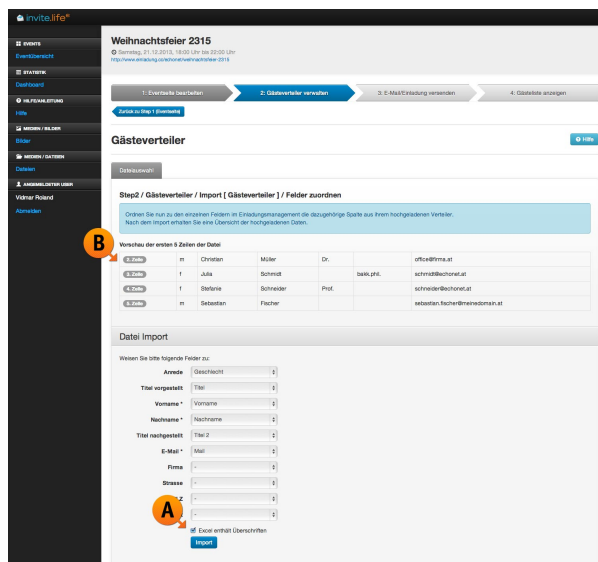 invite.life°
EVENTS
Eventübersicht
STATISTIK
Dashboard
HILFE/ANLEITUNG
Hilfe
MEDIEN / BILDER
Bilder
MEDIEN / DATEIEN
Dateien
ANGEMELDETER USER
Vidmar Roland
Abmelden
Weihnachtsfeier 2315
Samstag, 21.12.2013, 18:00 Uhr bis 22:00 Uhr
http://www.einladung.cc/echonet/weihnachtsfeier-2315
1: Eventseite bearbeiten
2: Gästeverteiler verwalten
3: E-Mail/Einladung versenden
4: Gästeliste anzeigen
Zurück zu Step 1 (Eventseite)
Gästeverteiler
Hilfe
Dateiauswahl
Step2 / Gästeverteiler / Import [ Gästeverteiler ] / Felder zuordnen
Ordnen Sie nun zu den einzelnen Feldern im Einladungsmanagement die dazugehörige Spalte aus ihrem hochgeladenen Verteiler.
Nach dem Import erhalten Sie eine Übersicht der hochgeladenen Daten.
B
Vorschau der ersten 5 Zeilen der Datei
2. Zeile m Christian Müller Dr. office@firma.at
3. Zeile f Julia Schmidt bakk.phil. schmidt@echonet.at
4. Zeile f Stefanie Schneider Prof. schneider@echonet.at
5. Zeile m Sebastian Fischer sebastian.fischer@meinedomain.at
Datei Import
Weisen Sie bitte folgende Felder zu:
Anrede Geschlecht
Titel vorgestellt Titel
Vorname * Vorname
Nachname * Nachname
Titel nachgestellt Titel 2
E-Mail * Mail
Firma -
Strasse -
Z -
A -
Excel enthält Überschriften
Import